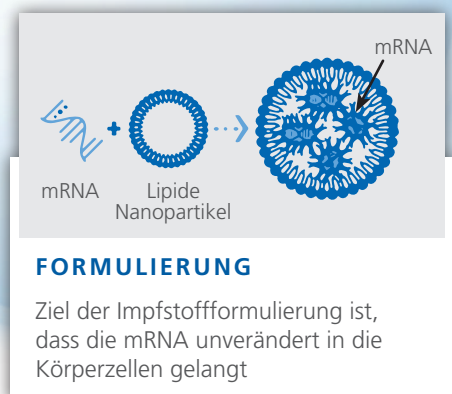 mRNA
mRNA
Lipide
Nanopartikel
FORMULIERUNG
Ziel der Impfstoffformulierung ist,
dass die mRNA unverändert in die
Körperzellen gelangt